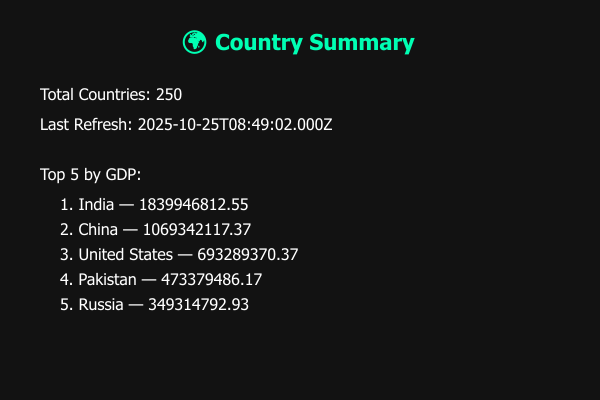 🌍 Country Summary
Total Countries: 250
Last Refresh: 2025-10-25T08:49:02.000Z
Top 5 by GDP:
1. India — 1839946812.55
2. China — 1069342117.37
3. United States — 693289370.37
4. Pakistan — 473379486.17
5. Russia — 349314792.93